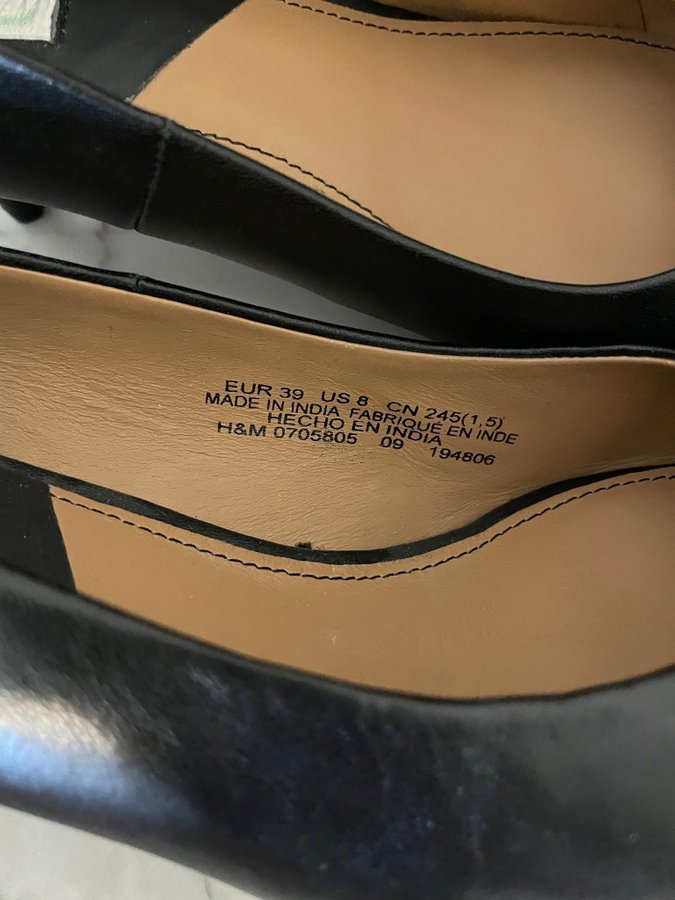 EUR 39 US 8 CN 245(1,5)
MADE IN INDIA FABRIQUÉ EN INDE
HECHO EN INDIA
H&M 0705805 09 194806